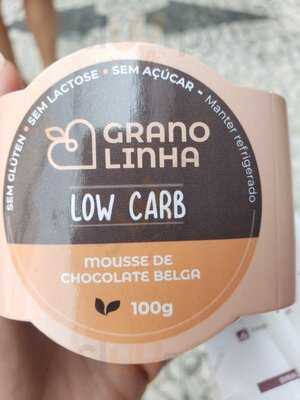 SEM GLÚTEN • SEM LACTOSE • SEM AÇÚCAR - Manter refrigerado
GRANO
LINHA
LOW CARB
MOUSSE DE
CHOCOLATE BELGA
100g